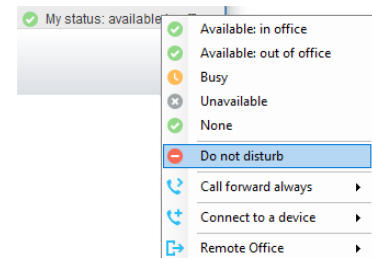 My status: available
Available: in office
Available: out of office
Busy
Unavailable
None
Do not disturb
Call forward always
Connect to a device
Remote Office